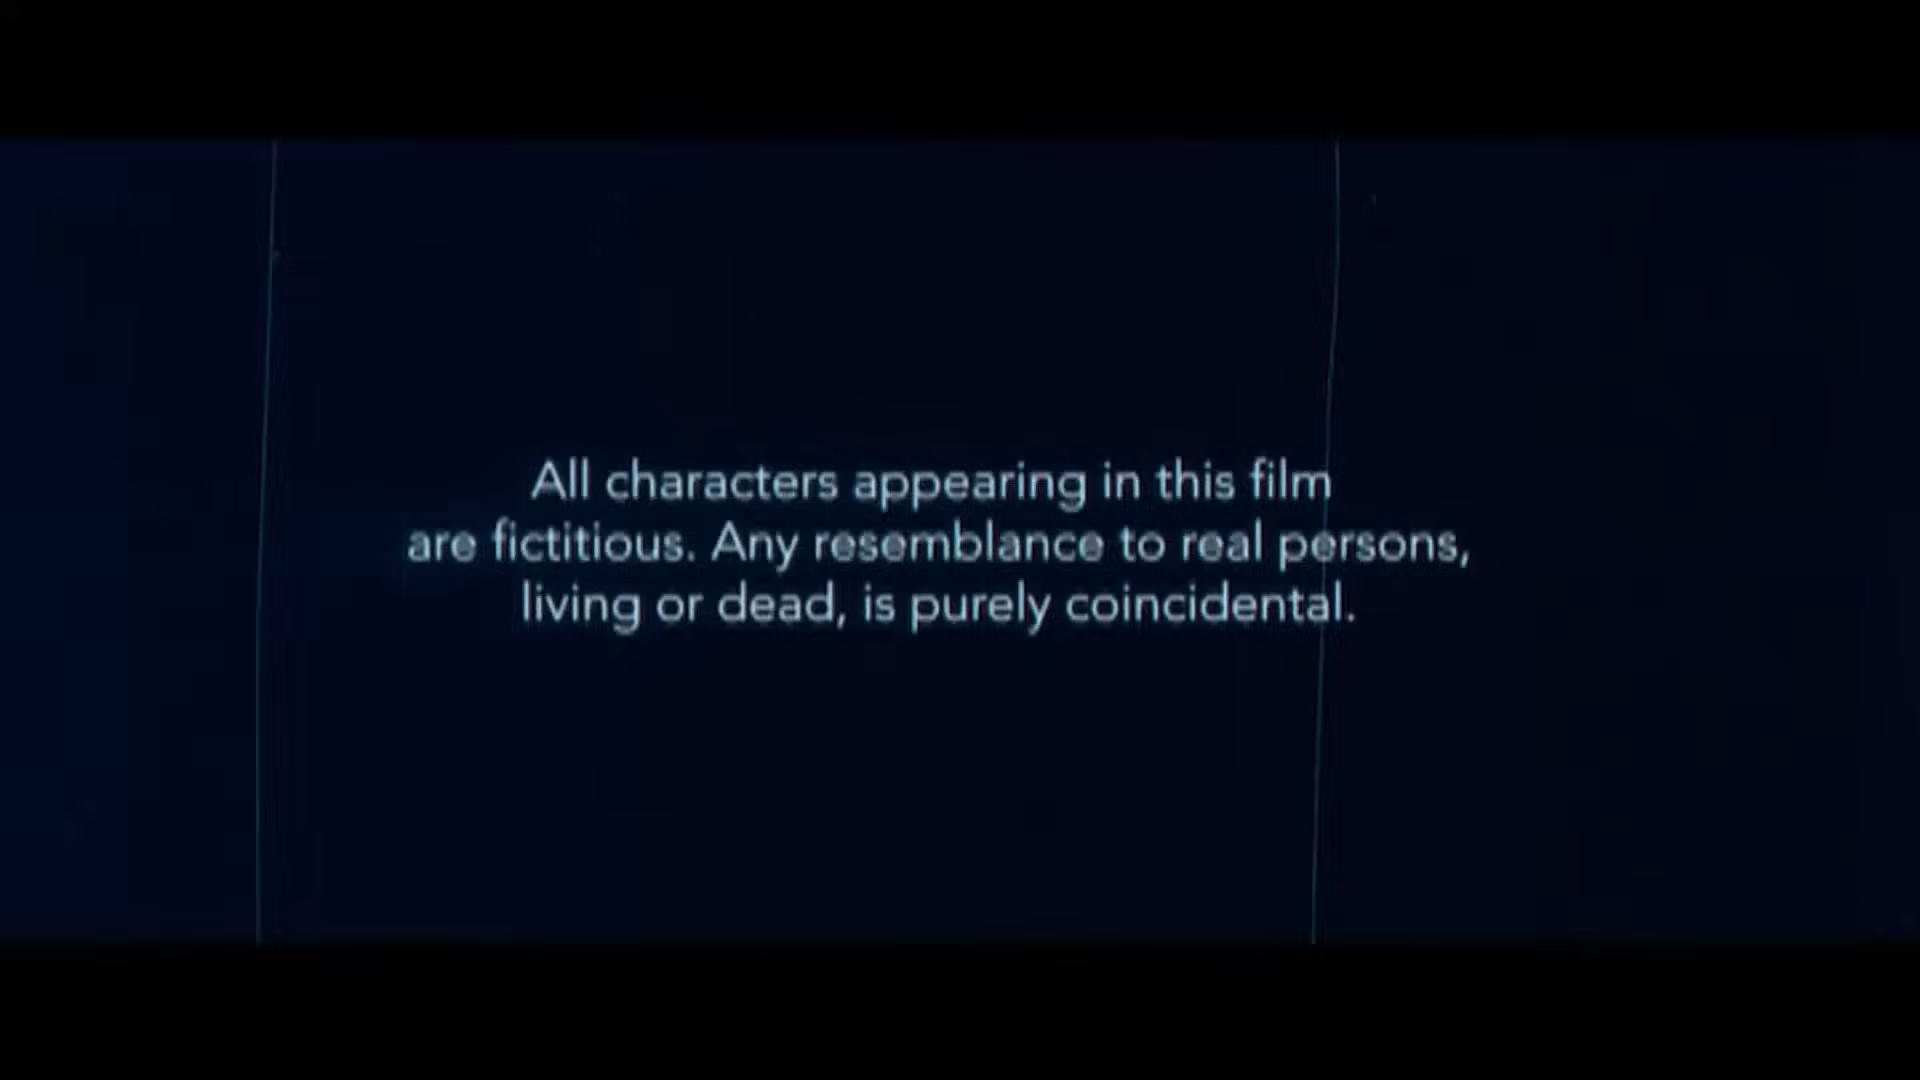 All characters appearing in this film
are fictitious. Any resemblance to real persons,
living or dead, is purely coincidental.